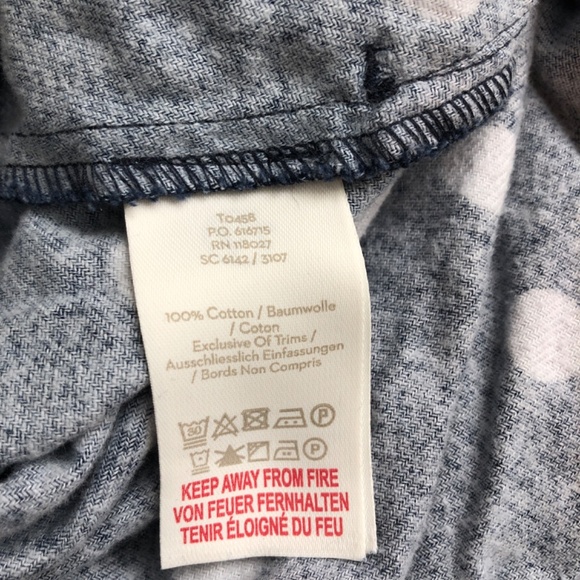 T0458
P.O. 616715
RN 118027
SC 6142 / 3107
100% Cotton / Baumwolle
/ Coton
Exclusive Of Trims /
Ausschliesslich Einfassungen
/ Bords Non Compris
P
P
KEEP AWAY FROM FIRE
VON FEUER FERNHALTEN
TENIR ÉLOIGNÉ DU FEU